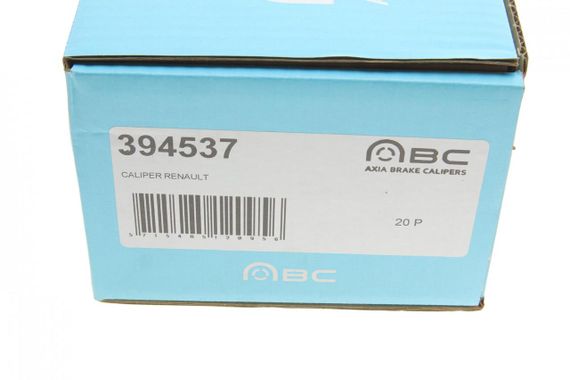 394537
ABC
AXIA BRAKE CALIPERS
CALIPER RENAULT
20 P
ABC